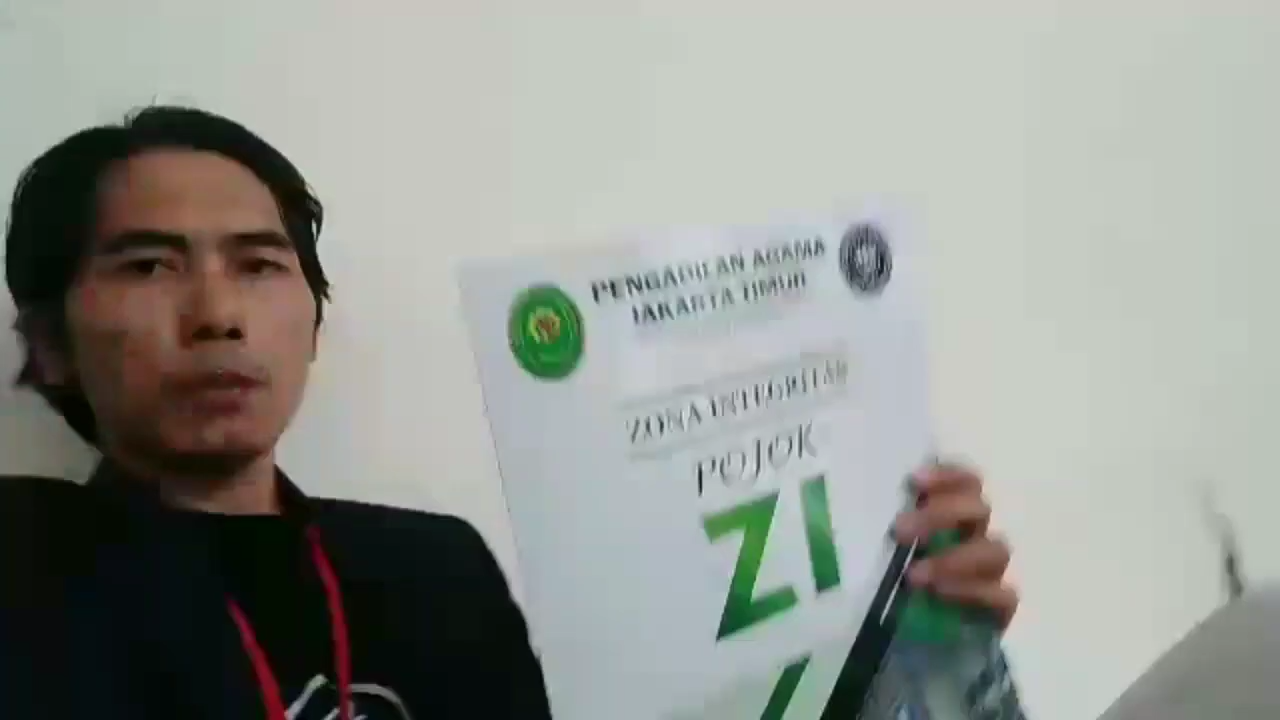 PENGADILAN AGAMA
JAKARTA TIMUR
ZONA INTEGRITAS
POJOK
ZI